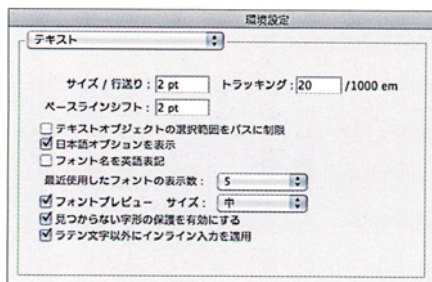 環境設定
テキスト
サイズ / 行送り : 2 pt トラッキング : 20 /1000 em
ベースラインシフト : 2 pt
テキストオブジェクトの選択範囲をパスに制限
日本語オプションを表示
フォント名を英語表記
最近使用したフォントの表示数 : 5
フォントプレビュー サイズ : 中
見つからない字形の保護を有効にする
ラテン文字以外にインライン入力を適用